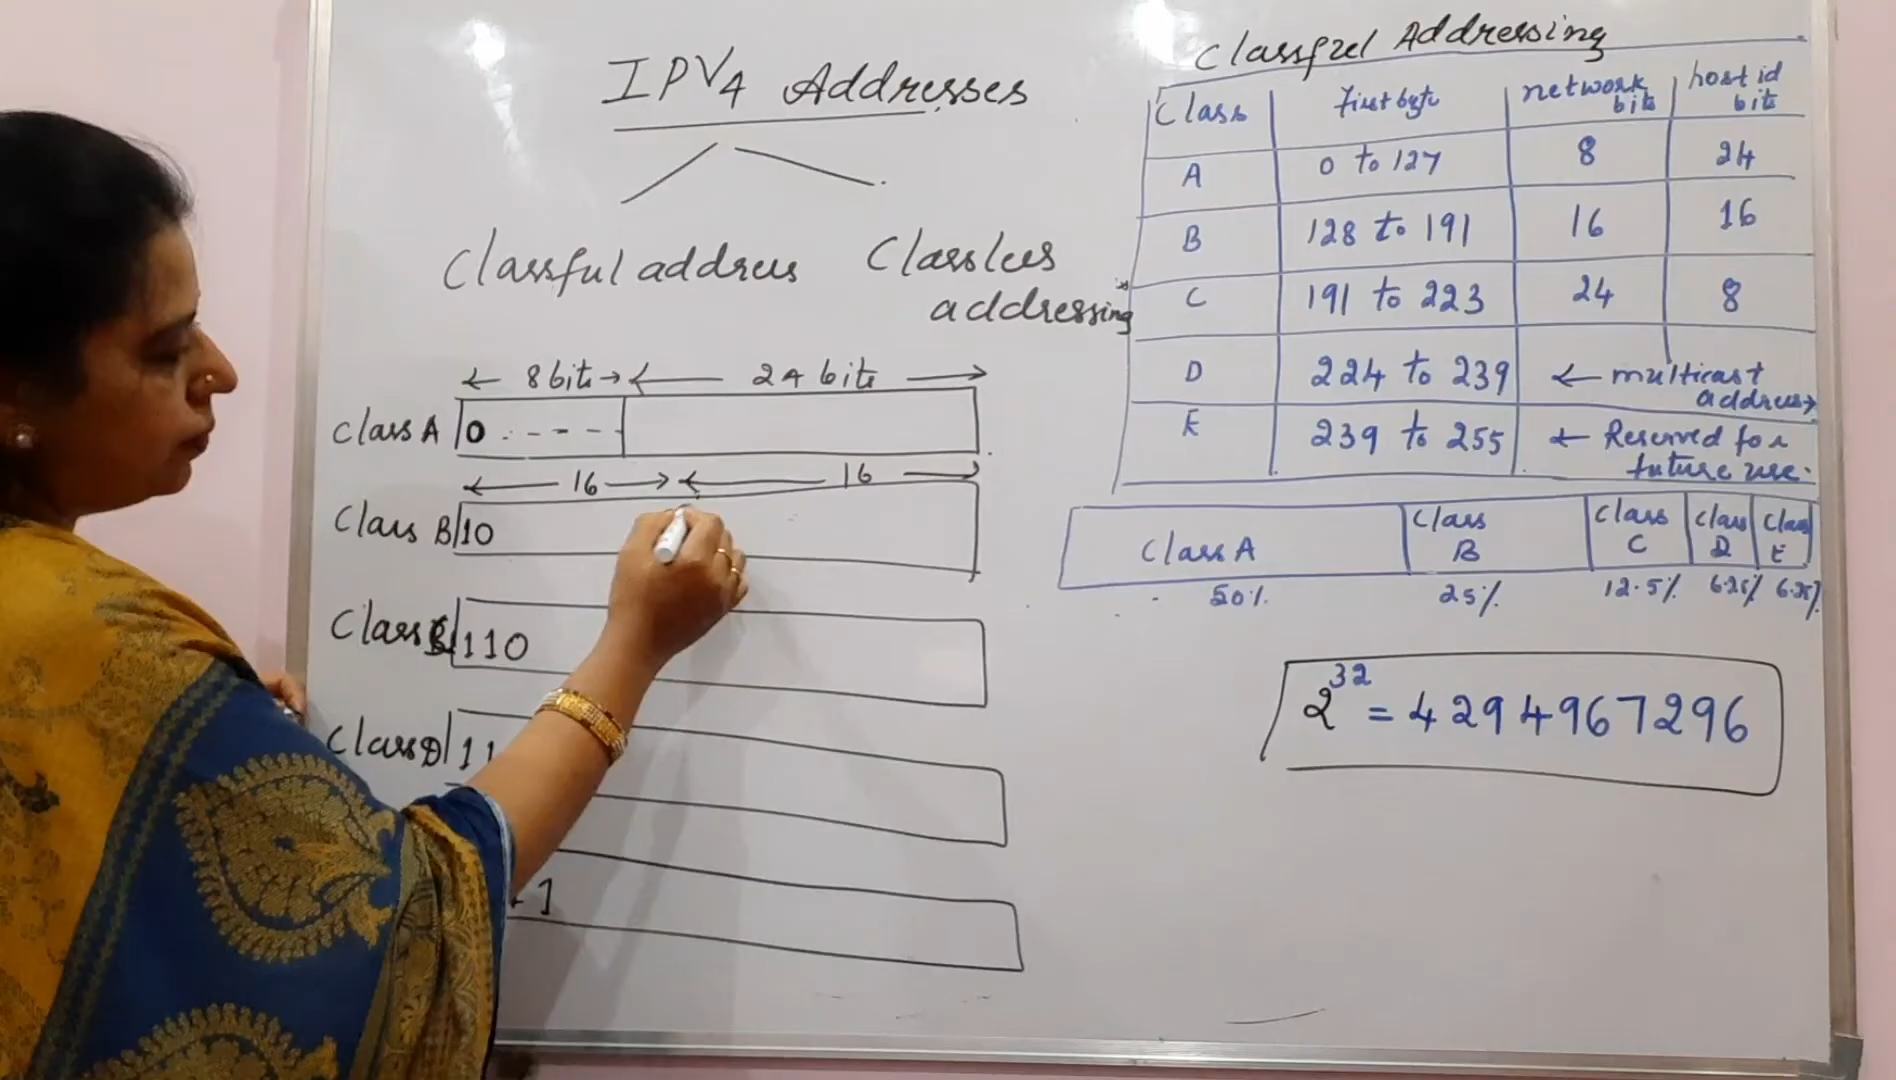 IPV4 Addresses
Classful address
Classless
addressing
← 8 bits → ← 24 bits →
Class A 0 - - - -
← 16 → ← 16 →
Class B 10
Class 110
Class D 11
1
Classful Addressing
Class First byte network bits host id bits
A 0 to 127 8 24
B 128 to 191 16 16
C 191 to 223 24 8
D 224 to 239 ← multicast address →
E 239 to 255 ← Reserved for future use.
Class A Class B Class C Class D Class E
50% 25% 12.5% 6.25% 6.25%
2^32 = 4294967296